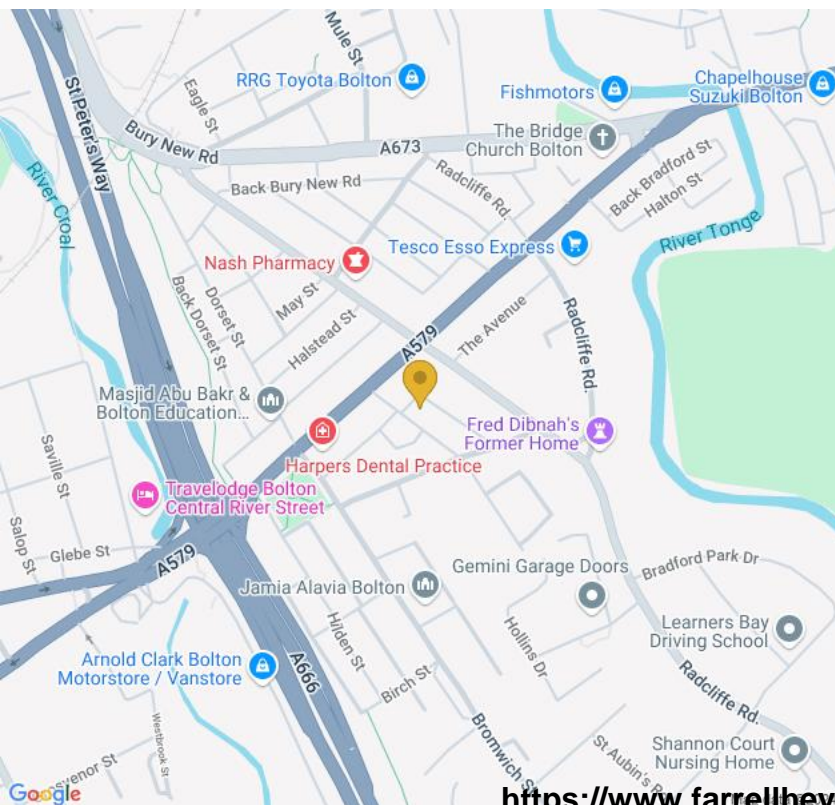 Mule St
RRG Toyota Bolton
Eagle St
Fishmotors
Chapelhouse
Suzuki Bolton
St Peter's Way
Bury New Rd
A673
The Bridge
Church Bolton
Back Bradford St
Halton St
Back Bury New Rd
Radcliffe Rd.
River Croal
River Tonge
Tesco Esso Express
Nash Pharmacy
May St
Dorset St
Back Dorset St
Halstead St
A579
The Avenue
Radcliffe Rd.
Masjid Abu Bakr &
Bolton Education...
Fred Dibnah's
Former Home
Harpers Dental Practice
Saville St
Travelodge Bolton
Central River Street
Salop St
Glebe St
A579
Jamia Alavia Bolton
Gemini Garage Doors
Bradford Park Dr
Hilden St
Hollins Dr
Learners Bay
Driving School
Arnold Clark Bolton
Motorstore / Vanstore
A666
Birch St
Radcliffe Rd.
Westbrook St
Bromwich S
Shannon Court
Nursing Home
St Aubin's R
venor St
Google
https://www.farrellhey